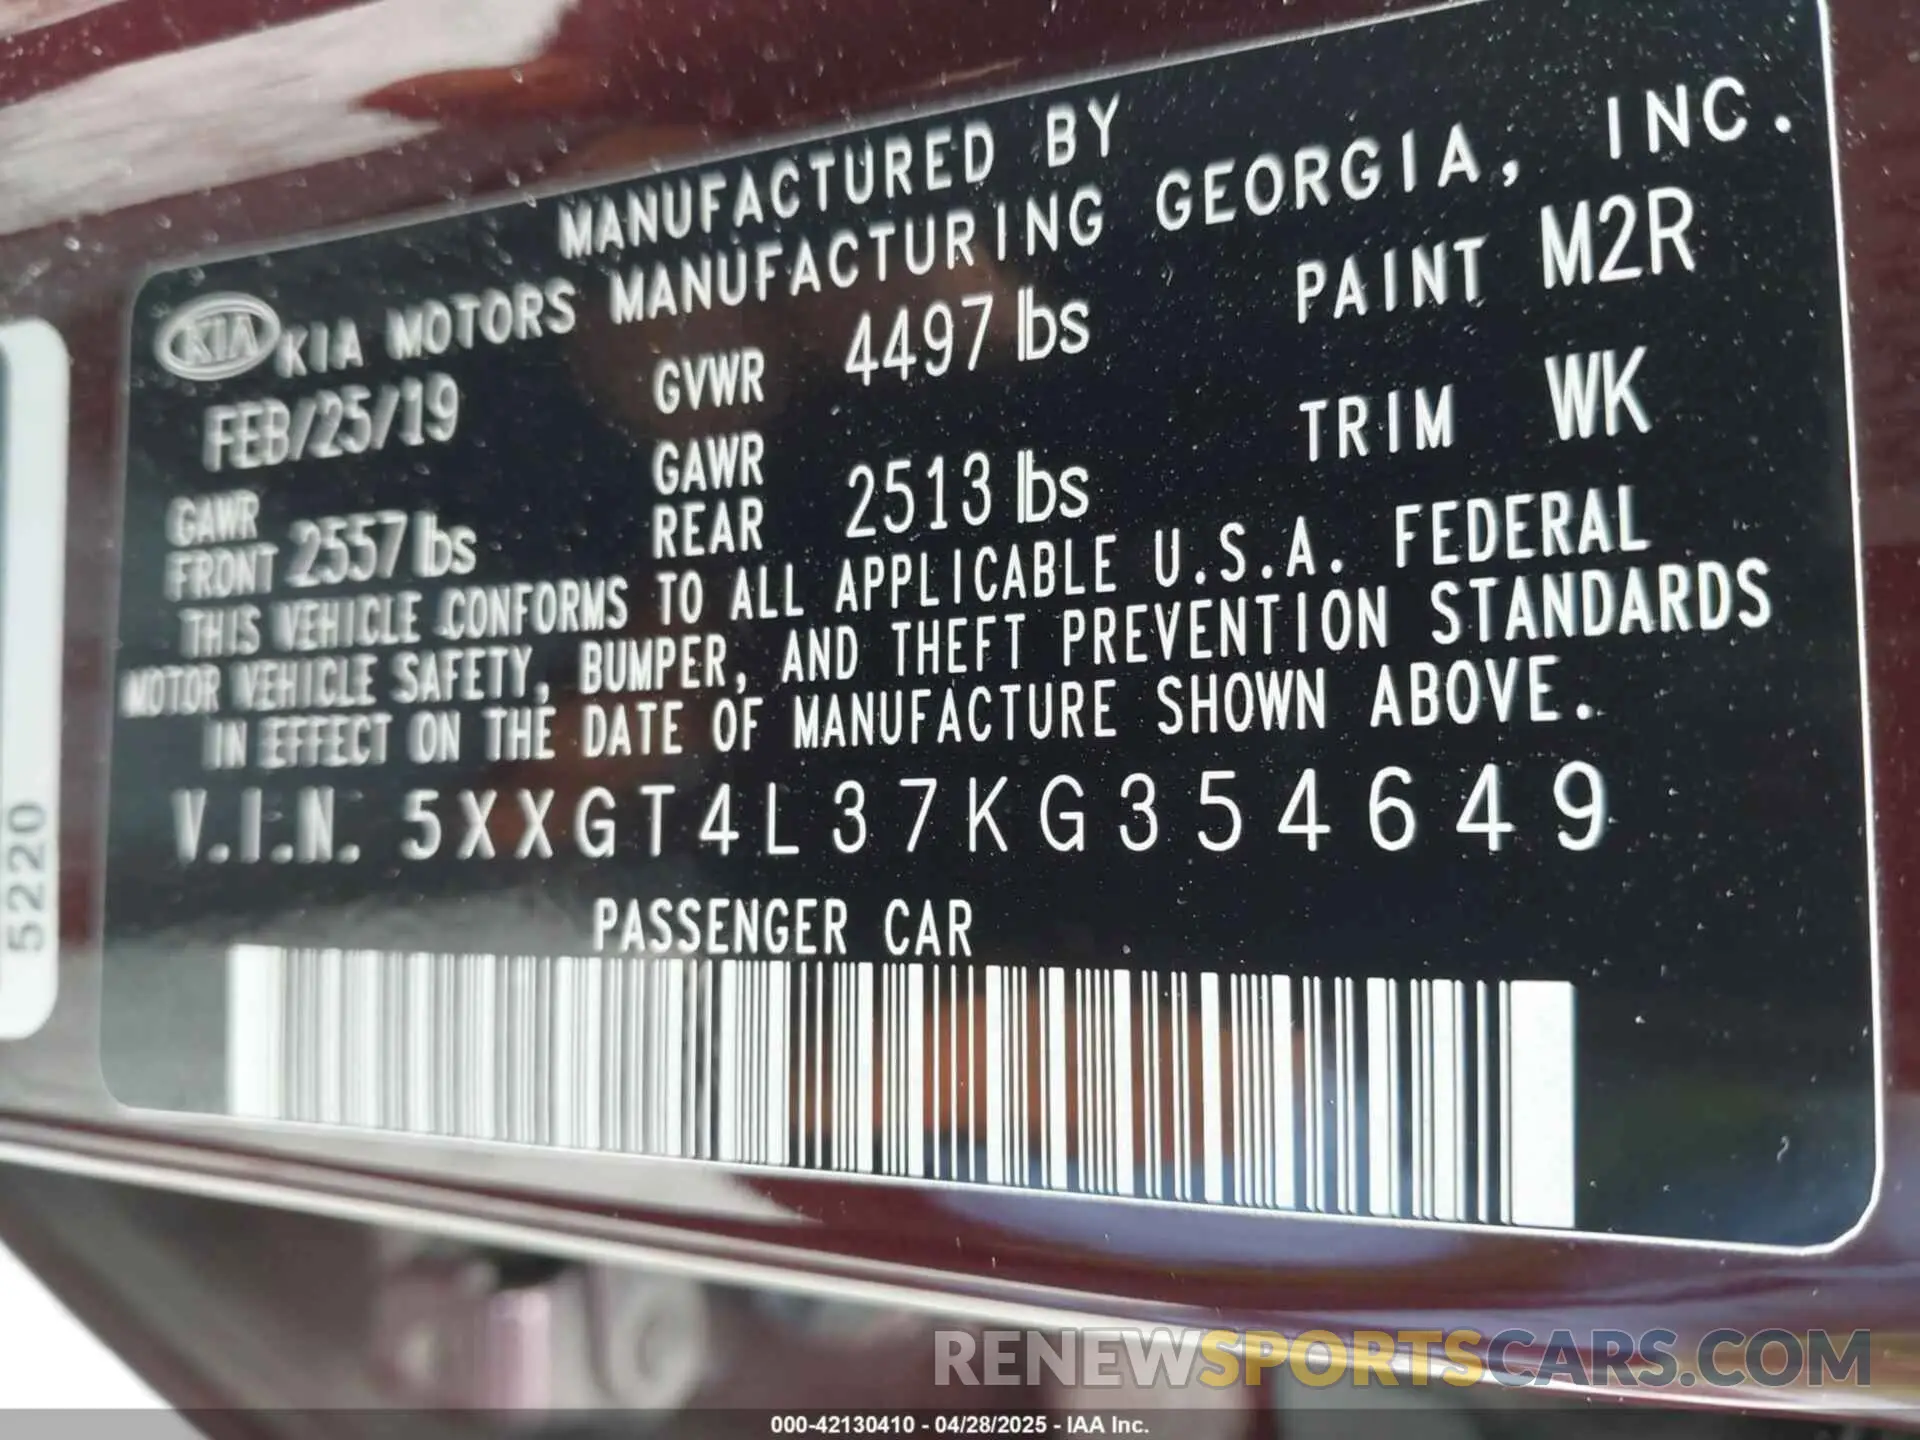 MANUFACTURED BY
KIA KIA MOTORS MANUFACTURING GEORGIA, INC.
FEB/25/19 GVWR 4497 lbs PAINT M2R
GAWR FRONT 2557 lbs GAWR REAR 2513 lbs TRIM WK
THIS VEHICLE CONFORMS TO ALL APPLICABLE U.S.A. FEDERAL
MOTOR VEHICLE SAFETY, BUMPER, AND THEFT PREVENTION STANDARDS
IN EFFECT ON THE DATE OF MANUFACTURE SHOWN ABOVE.
V.I.N. 5XXGT4L37KG354649
PASSENGER CAR
5220
RENEWSPORTSCARS.COM
000-42130410 - 04/28/2025 - IAA Inc.